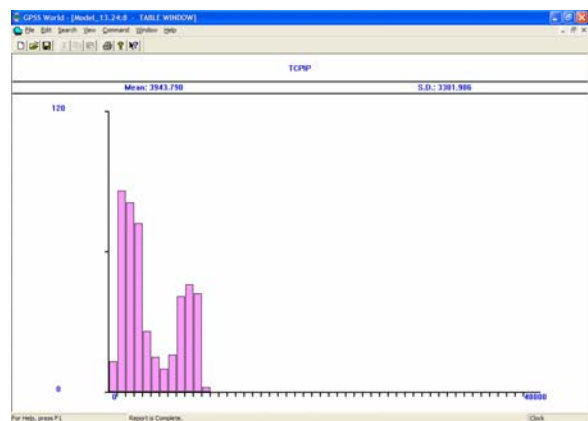 GPSS World - [Model_13.24:8 - TABLE WINDOW]
File Edit Search View Command Window Help
TCPIP
Mean: 3943.790 S.D.: 3381.986
120
0
0 40000
For Help, press F1 Report is Complete. Clock